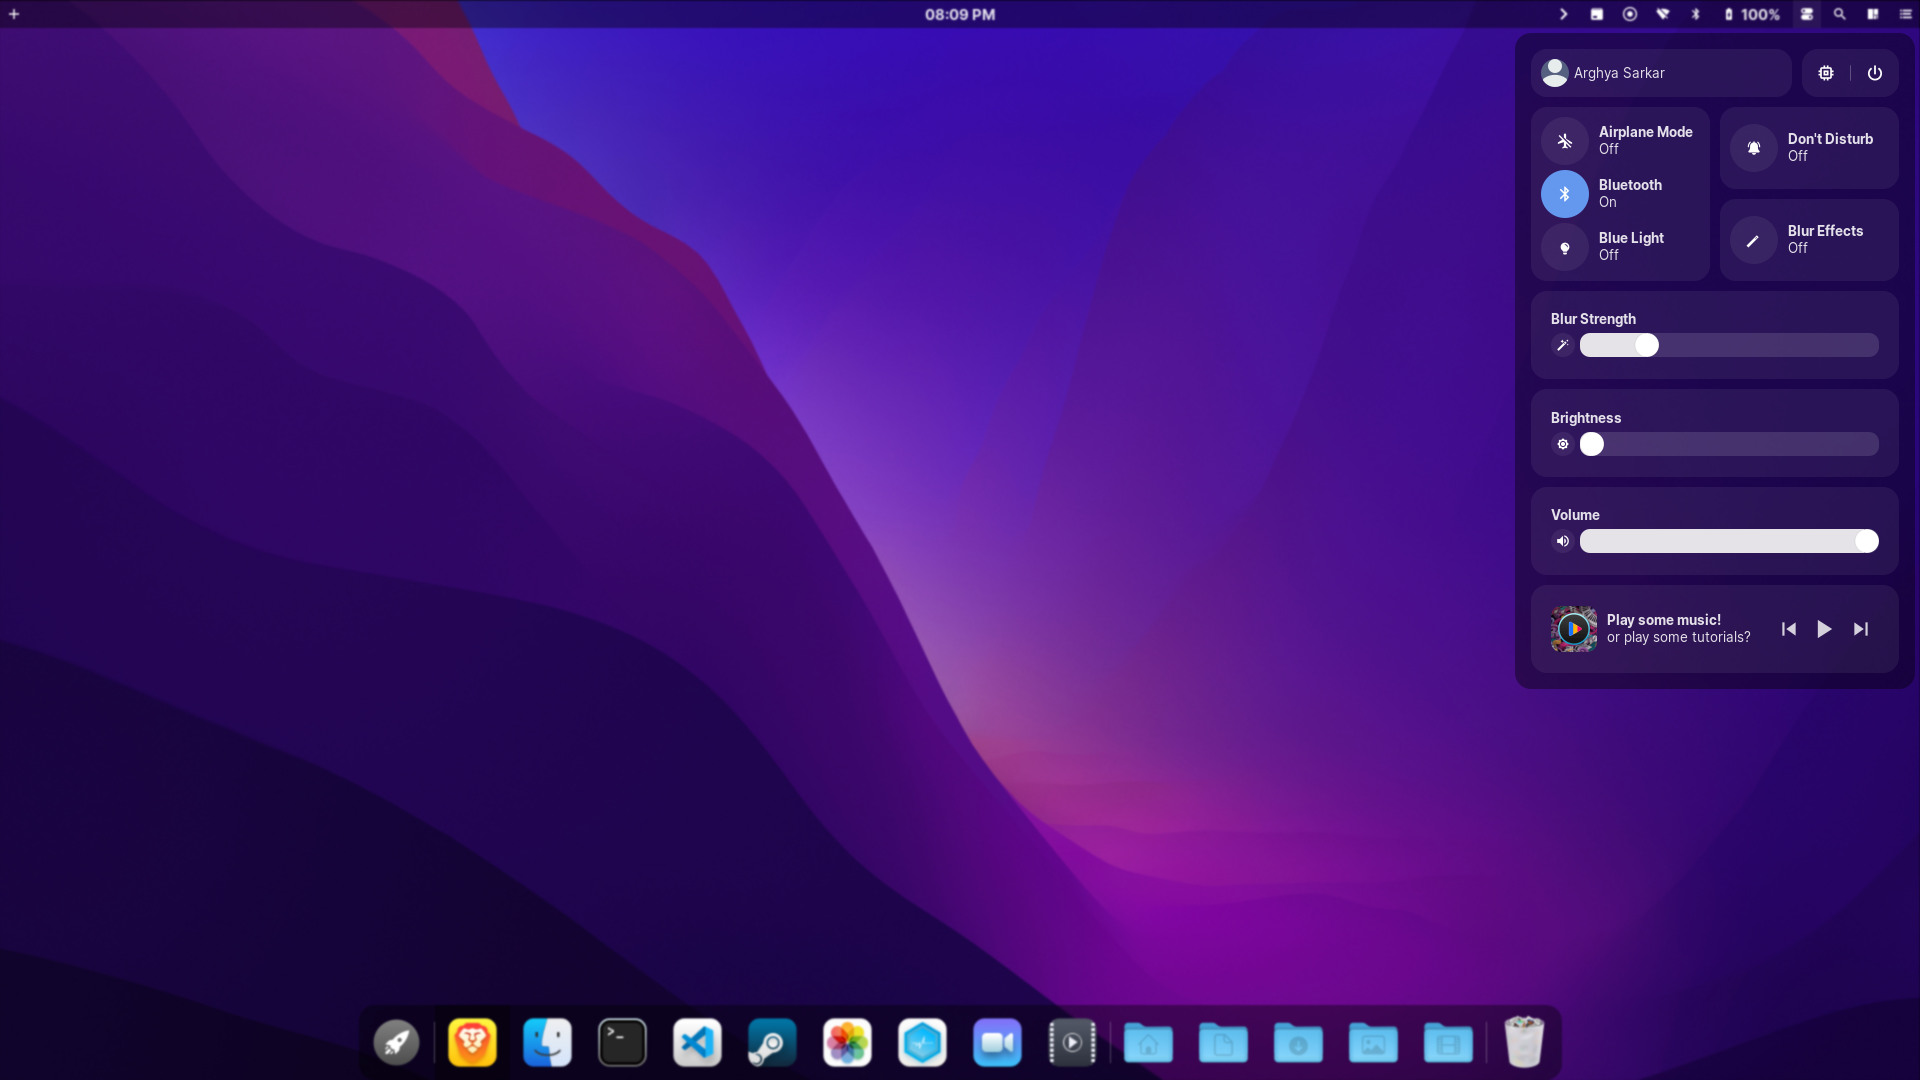 08:09 PM
100%
Arghya Sarkar
Airplane Mode
Off
Don't Disturb
Off
Bluetooth
On
Blue Light
Off
Blur Effects
Off
Blur Strength
Brightness
Volume
Play some music!
or play some tutorials?
>_